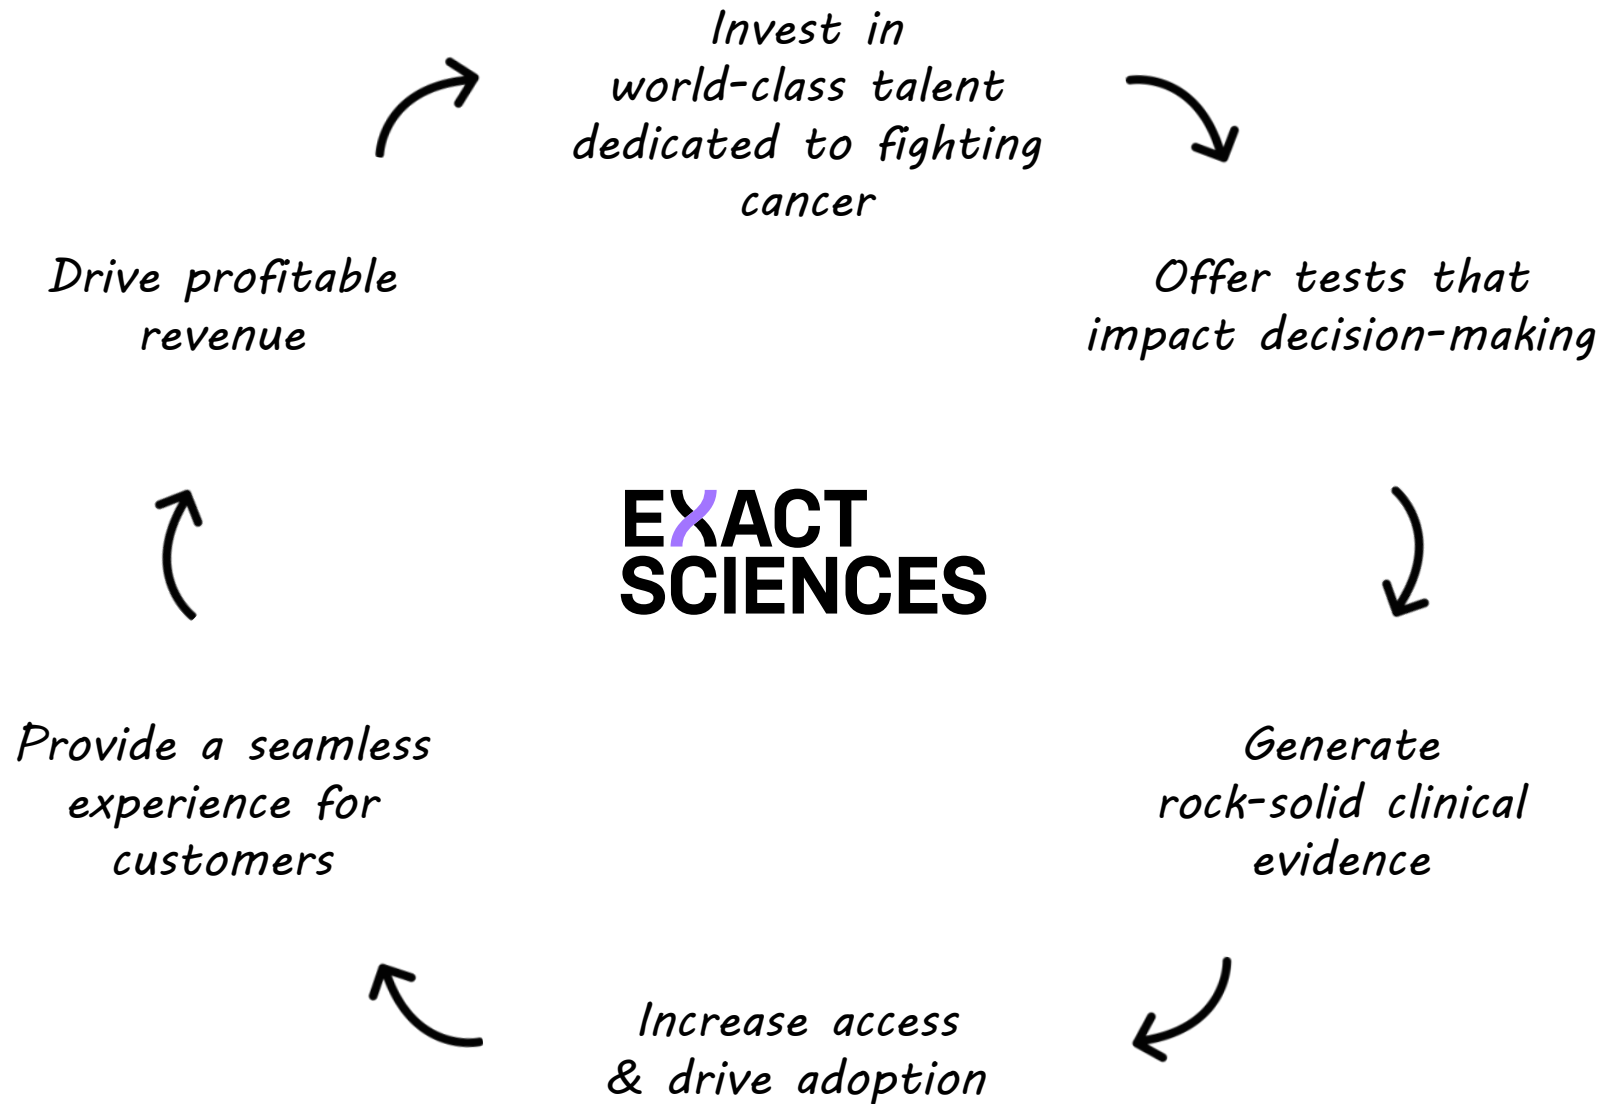 Invest in
world-class talent
dedicated to fighting
cancer
Offer tests that
impact decision-making
Generate
rock-solid clinical
evidence
Increase access
& drive adoption
Provide a seamless
experience for
customers
Drive profitable
revenue
EXACT
SCIENCES